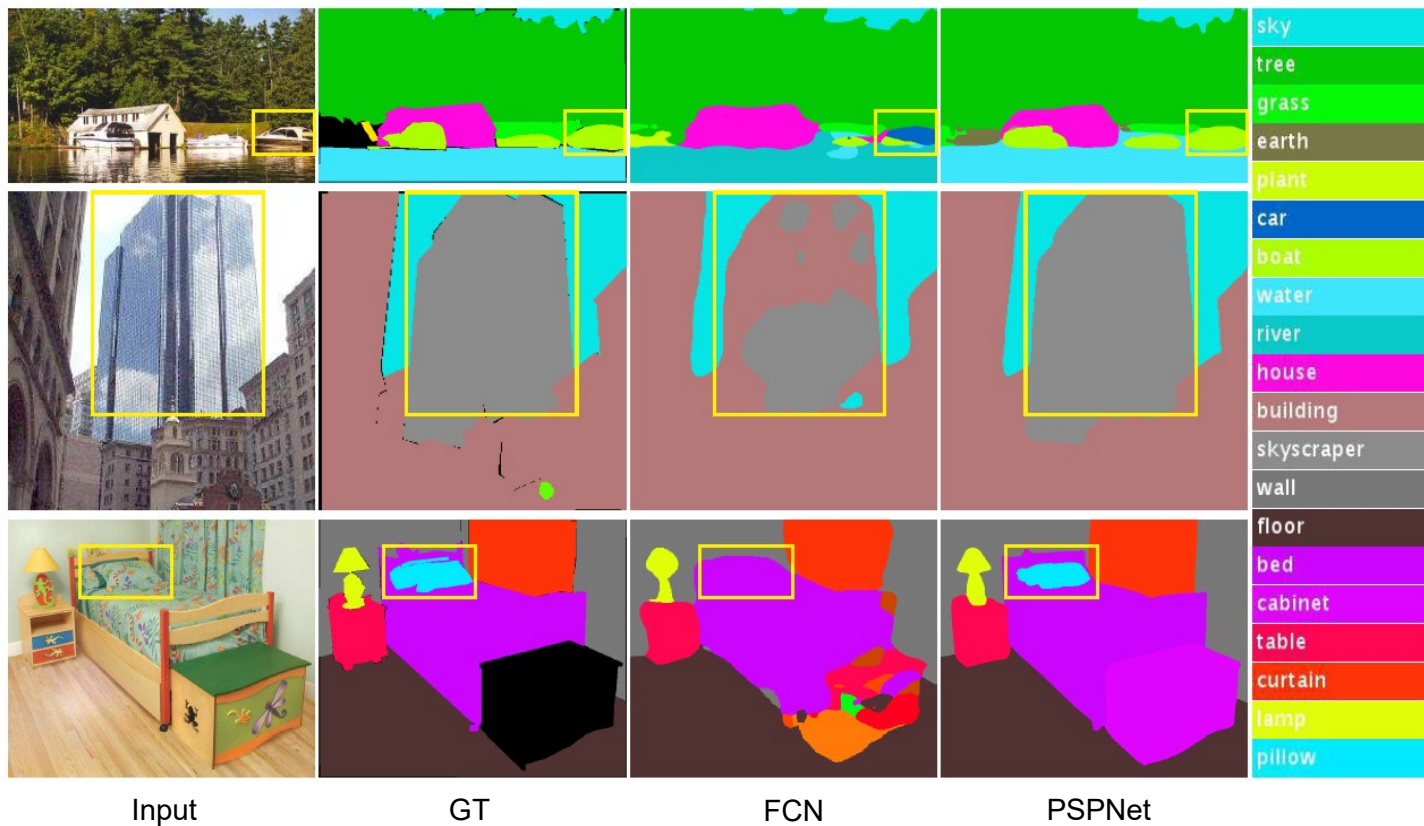 sky
tree
grass
earth
plant
car
boat
water
river
house
building
skyscraper
wall
floor
bed
cabinet
table
curtain
lamp
pillow
Input GT FCN PSPNet